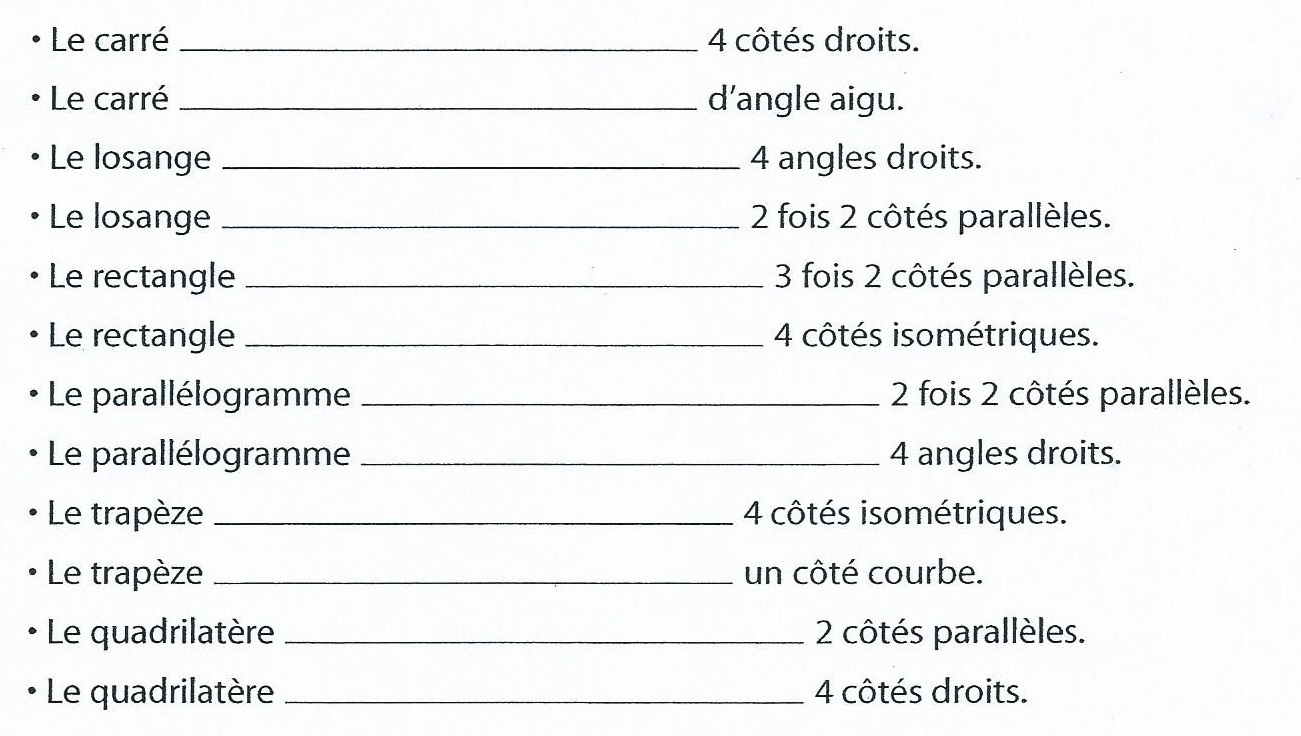 • Le carré ______________________________ 4 côtés droits.
• Le carré ______________________________ d'angle aigu.
• Le losange ______________________________ 4 angles droits.
• Le losange ______________________________ 2 fois 2 côtés parallèles.
• Le rectangle ______________________________ 3 fois 2 côtés parallèles.
• Le rectangle ______________________________ 4 côtés isométriques.
• Le parallélogramme ______________________________ 2 fois 2 côtés parallèles.
• Le parallélogramme ______________________________ 4 angles droits.
• Le trapèze ______________________________ 4 côtés isométriques.
• Le trapèze ______________________________ un côté courbe.
• Le quadrilatère ______________________________ 2 côtés parallèles.
• Le quadrilatère ______________________________ 4 côtés droits.